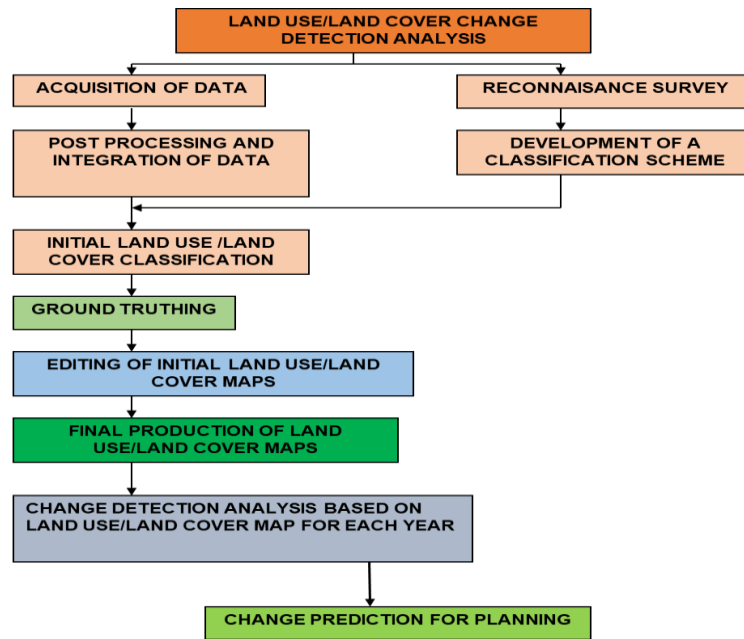 LAND USE/LAND COVER CHANGE
DETECTION ANALYSIS
ACQUISITION OF DATA
RECONNAISANCE SURVEY
POST PROCESSING AND
INTEGRATION OF DATA
DEVELOPMENT OF A
CLASSIFICATION SCHEME
INITIAL LAND USE /LAND
COVER CLASSIFICATION
GROUND TRUTHING
EDITING OF INITIAL LAND USE/LAND
COVER MAPS
FINAL PRODUCTION OF LAND
USE/LAND COVER MAPS
CHANGE DETECTION ANALYSIS BASED ON
LAND USE/LAND COVER MAP FOR EACH YEAR
CHANGE PREDICTION FOR PLANNING